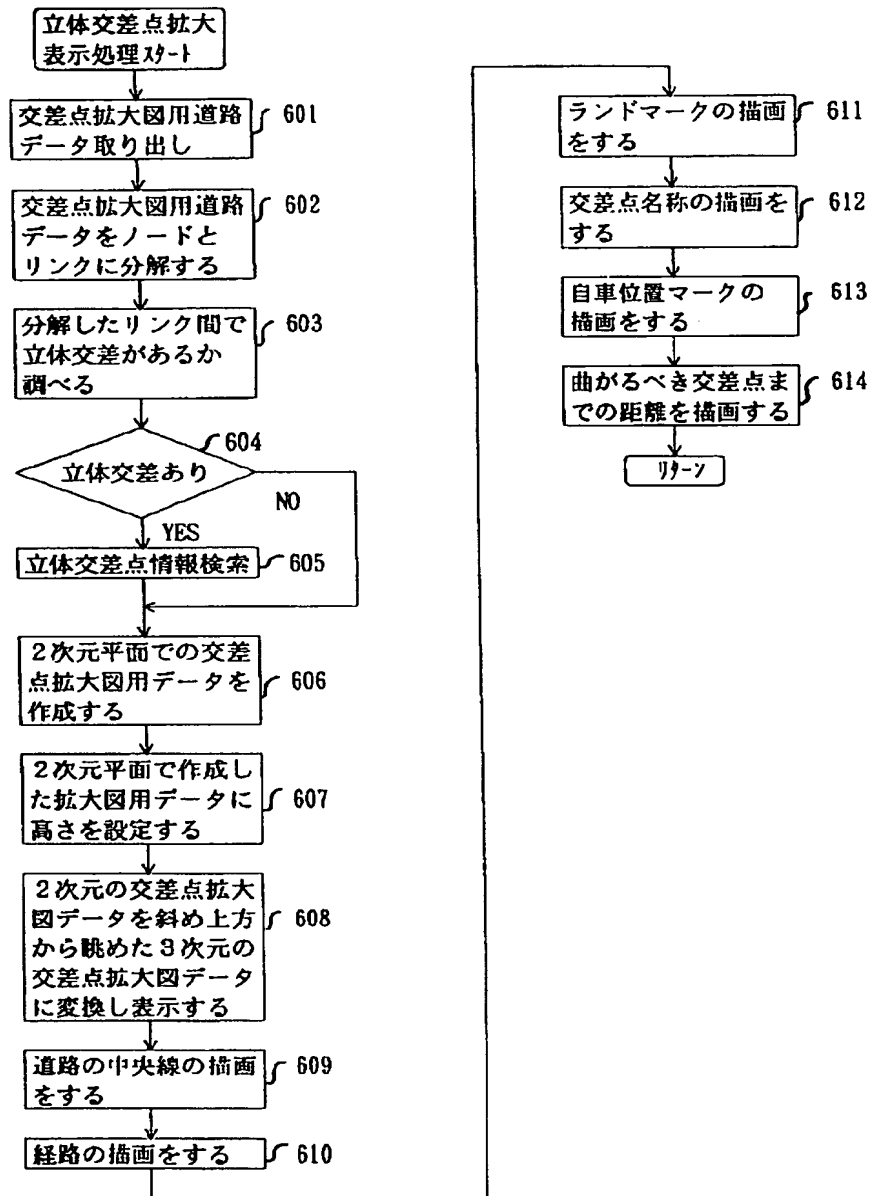 立体交差点拡大
表示処理スタート
交差点拡大図用道路
データ取り出し
601
交差点拡大図用道路
データをノードと
リンクに分解する
602
分解したリンク間で
立体交差があるか
調べる
603
604
立体交差あり
NO
YES
立体交差点情報検索
605
2次元平面での交差
点拡大図用データを
作成する
606
2次元平面で作成し
た拡大図用データに
高さを設定する
607
2次元の交差点拡大
図データを斜め上方
から眺めた3次元の
交差点拡大図データ
に変換し表示する
608
道路の中央線の描画
をする
609
経路の描画をする
610
ランドマークの描画
をする
611
交差点名称の描画を
する
612
自車位置マークの
描画をする
613
曲がるべき交差点ま
での距離を描画する
614
リターン